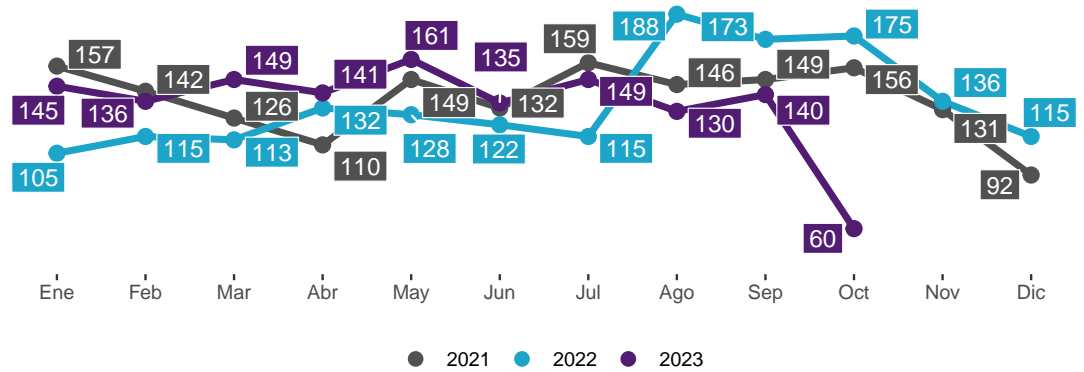 188 173 175
157 142 149 141 161 135 159 146 149 156 136
145 136 126 132 149 132 149 130 140 131 115
105 115 113 110 128 122 115 92
60
Ene Feb Mar Abr May Jun Jul Ago Sep Oct Nov Dic
2021 2022 2023